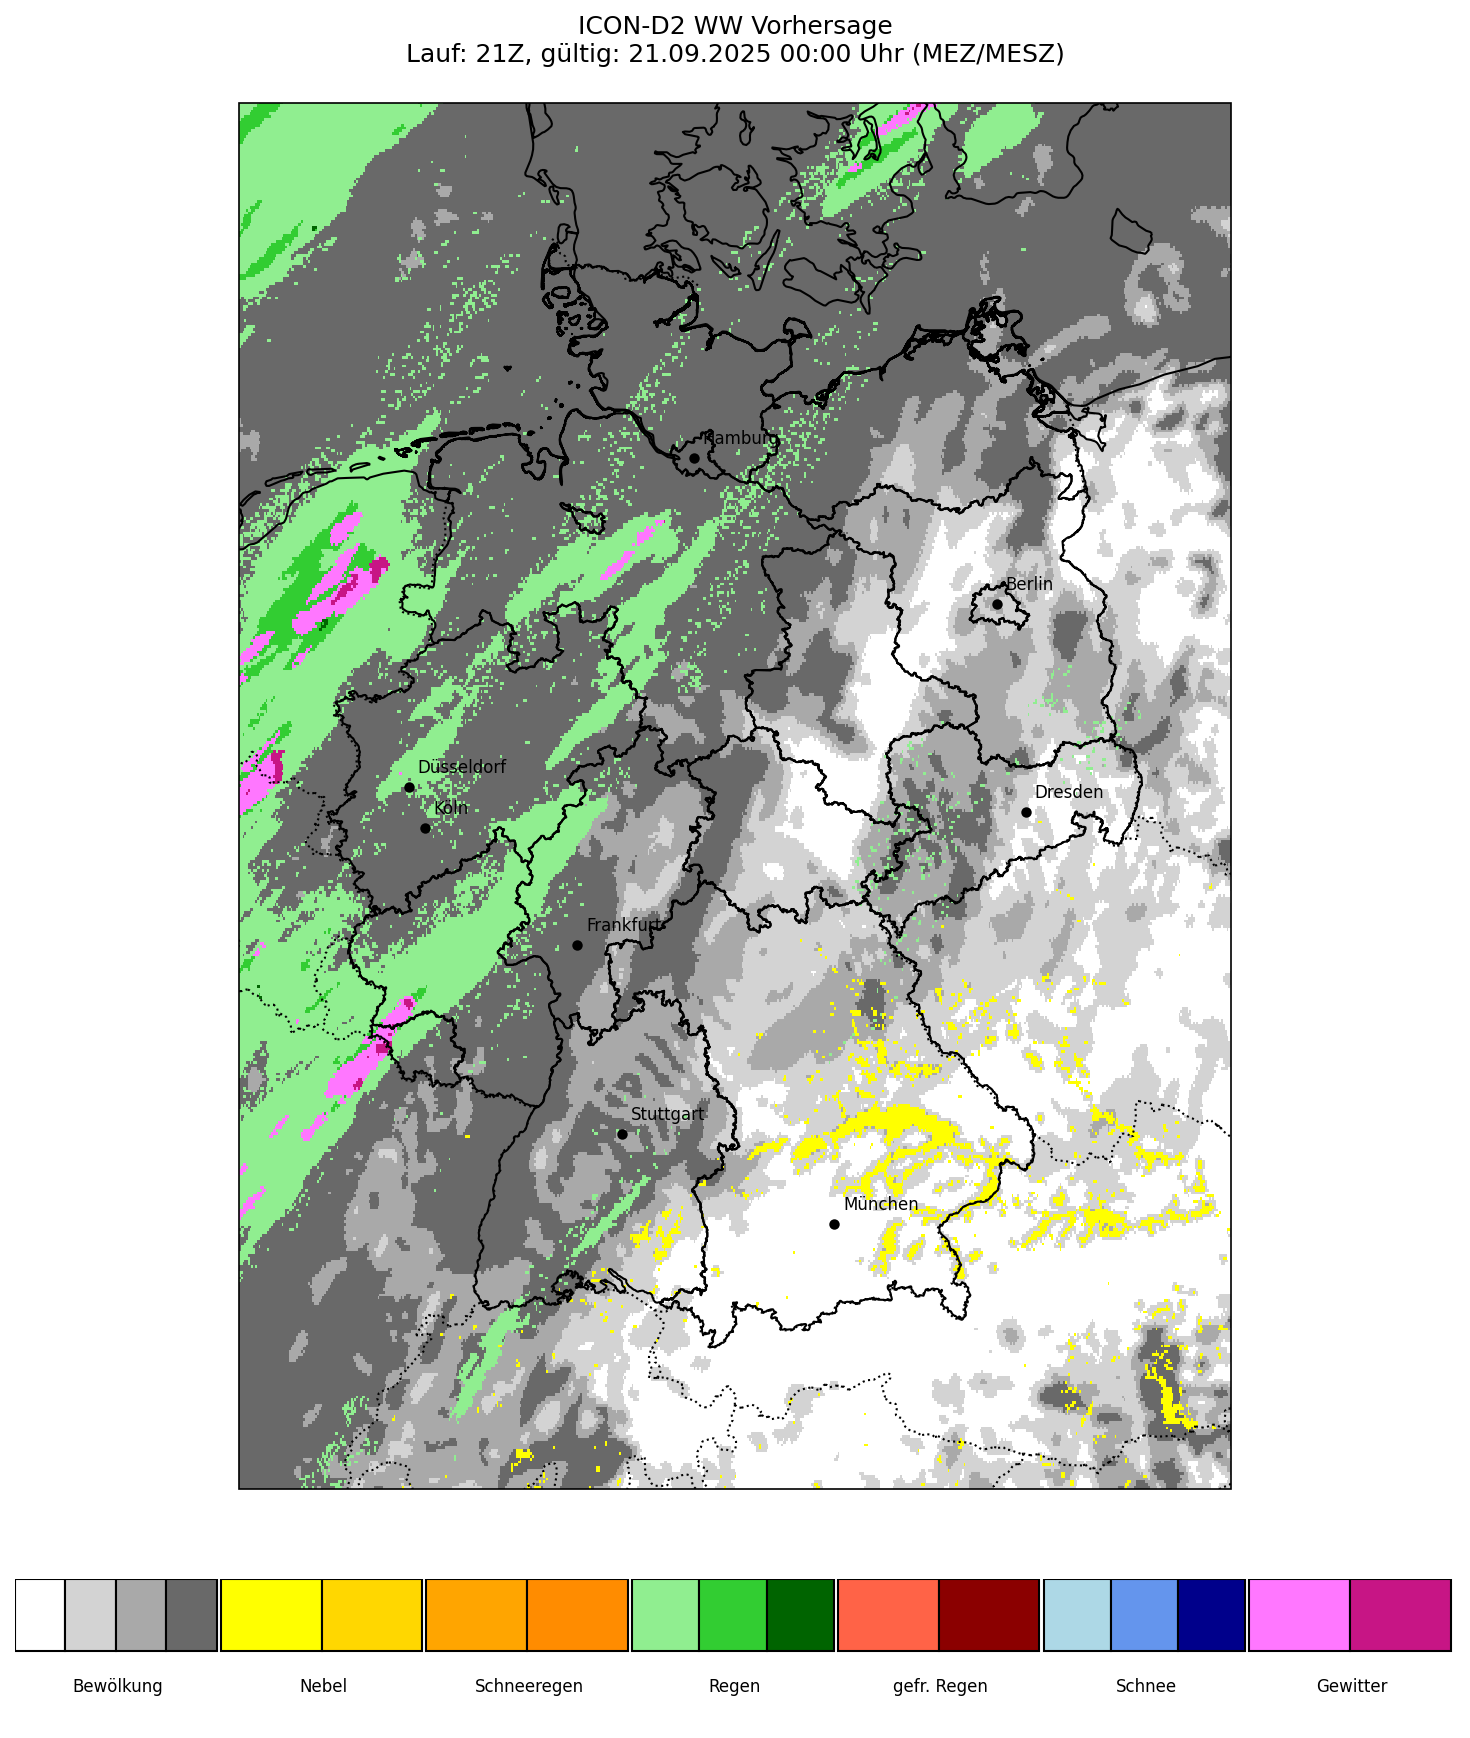 ICON-D2 WW Vorhersage
Lauf: 21Z, gültig: 21.09.2025 00:00 Uhr (MEZ/MESZ)
Hamburg
Berlin
Düsseldorf
Dresden
Köln
Frankfurt
Stuttgart
München
Bewölkung
Nebel
Schneeregen
Regen
gefr. Regen
Schnee
Gewitter